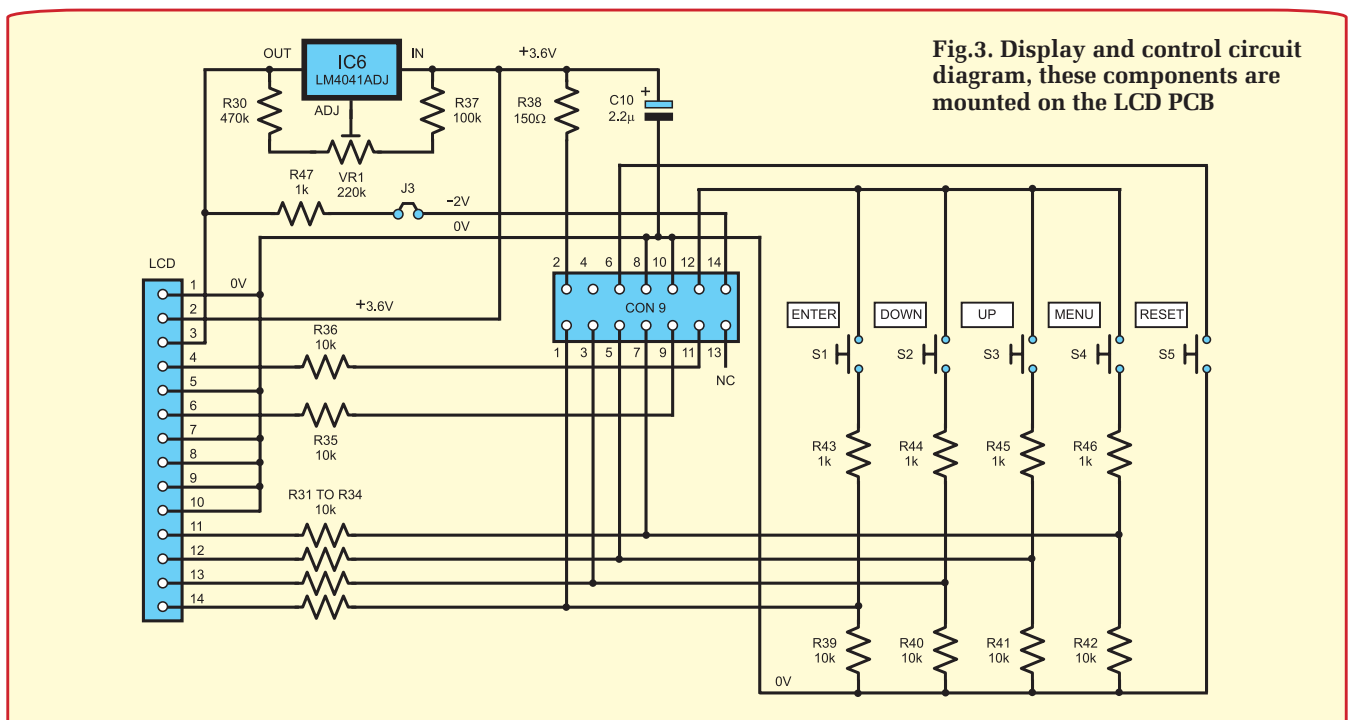 Fig.3. Display and control circuit
diagram, these components are
mounted on the LCD PCB
OUT
IC6
LM4041ADJ
IN
+3.6V
ADJ
R30
470k
R37
100k
R38
150Ω
C10
2.2µ
+
VR1
220k
R47
1k
J3
–2V
0V
LCD
1
0V
2
+3.6V
3
4
R36
10k
5
6
R35
10k
7
8
9
10
R31 TO R34
10k
11
12
13
14
2 4 6 8 10 12 14
CON 9
1 3 5 7 9 11 13
NC
ENTER
DOWN
UP
MENU
RESET
S1
S2
S3
S4
S5
R43
1k
R44
1k
R45
1k
R46
1k
R39
10k
R40
10k
R41
10k
R42
10k
0V